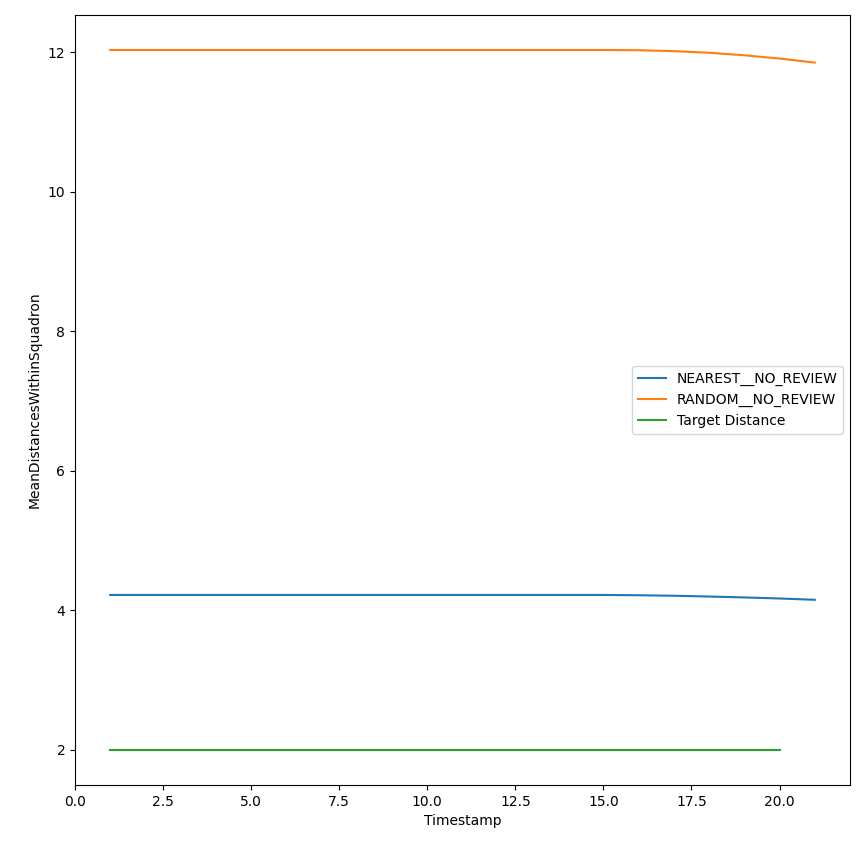 12
10
8
6
4
2
MeanDistancesWithinSquadron
NEAREST__NO_REVIEW
RANDOM__NO_REVIEW
Target Distance
0.0 2.5 5.0 7.5 10.0 12.5 15.0 17.5 20.0
Timestamp